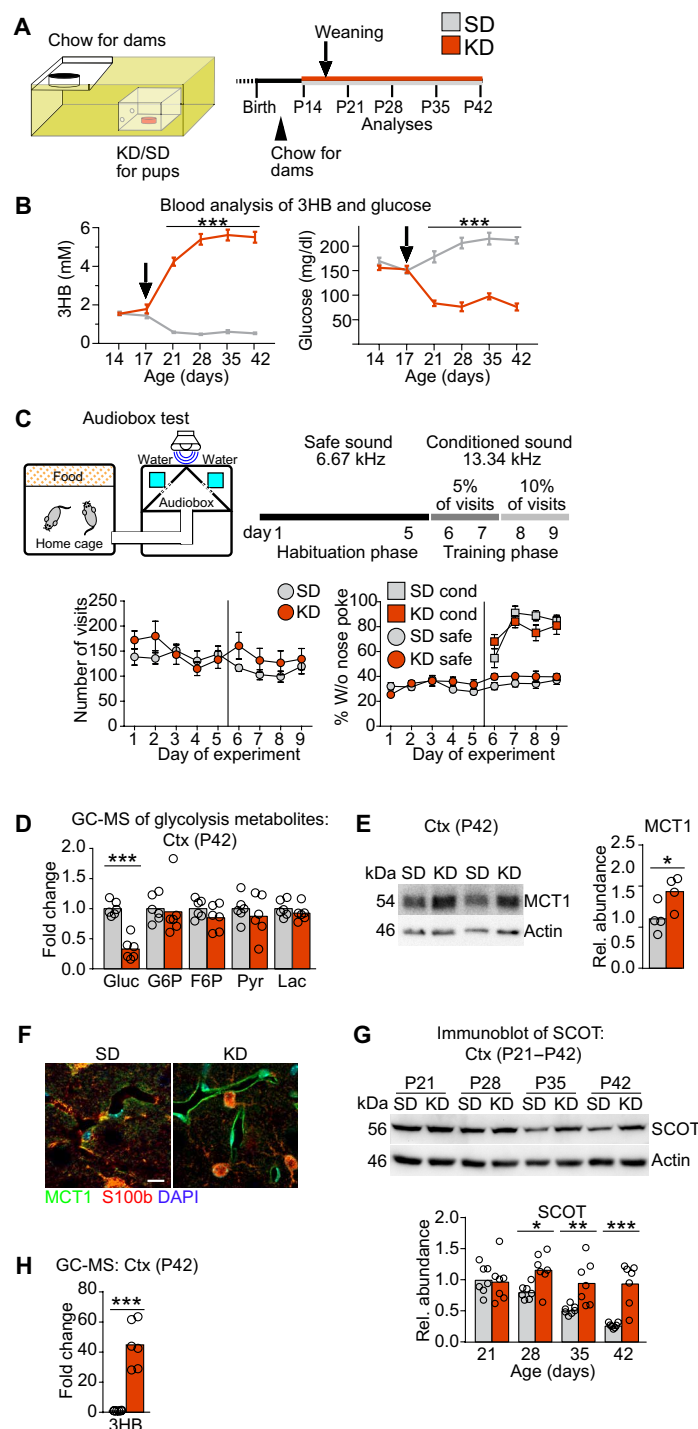 A
Chow for dams
KD/SD
for pups
Weaning
SD
KD
Birth P14 P21 P28 P35 P42
Analyses
Chow for
dams
B
Blood analysis of 3HB and glucose
3HB (mM)
6
4
2
0
***
14 17 21 28 35 42
Age (days)
Glucose (mg/dl)
200
150
100
50
***
14 17 21 28 35 42
Age (days)
C
Audiobox test
Water Water
Food
Audiobox
Home cage
Safe sound
6.67 kHz
Conditioned sound
13.34 kHz
5%
of visits
10%
of visits
day 1 5 6 7 8 9
Habituation phase Training phase
Number of visits
250
200
150
100
50
0
SD
KD
1 2 3 4 5 6 7 8 9
Day of experiment
% W/o nose poke
100
80
60
40
20
0
SD cond
KD cond
SD safe
KD safe
1 2 3 4 5 6 7 8 9
Day of experiment
D
GC-MS of glycolysis metabolites:
Ctx (P42)
Fold change
2.0
1.5
1.0
0.5
0.0
***
Gluc G6P F6P Pyr Lac
E
Ctx (P42)
kDa SD KD SD KD
54 MCT1
46 Actin
MCT1
Rel. abundance
2.5
1.5
1.0
0.0
*
F
SD KD
MCT1 S100b DAPI
G
Immunoblot of SCOT:
Ctx (P21–P42)
P21 P28 P35 P42
kDa SD KD SD KD SD KD SD KD
56 SCOT
46 Actin
SCOT
Rel. abundance
2.0
1.5
1.0
0.5
0.0
* ** ***
21 28 35 42
Age (days)
H
GC-MS: Ctx (P42)
Fold change
80
60
40
20
0
***
3HB